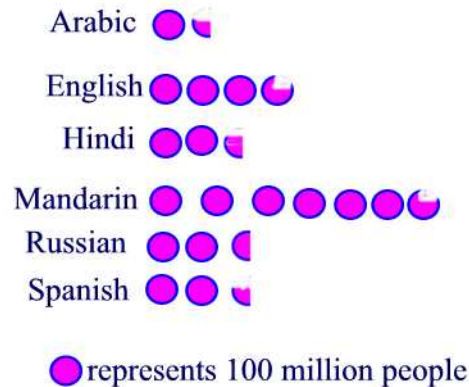 Arabic
English
Hindi
Mandarin
Russian
Spanish
represents 100 million people